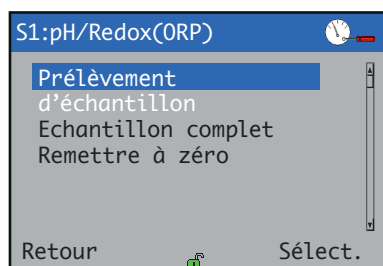 S1:pH/Redox(ORP)
Prélèvement
d’échantillon
Echantillon complet
Remettre à zéro
Retour
Sélect.